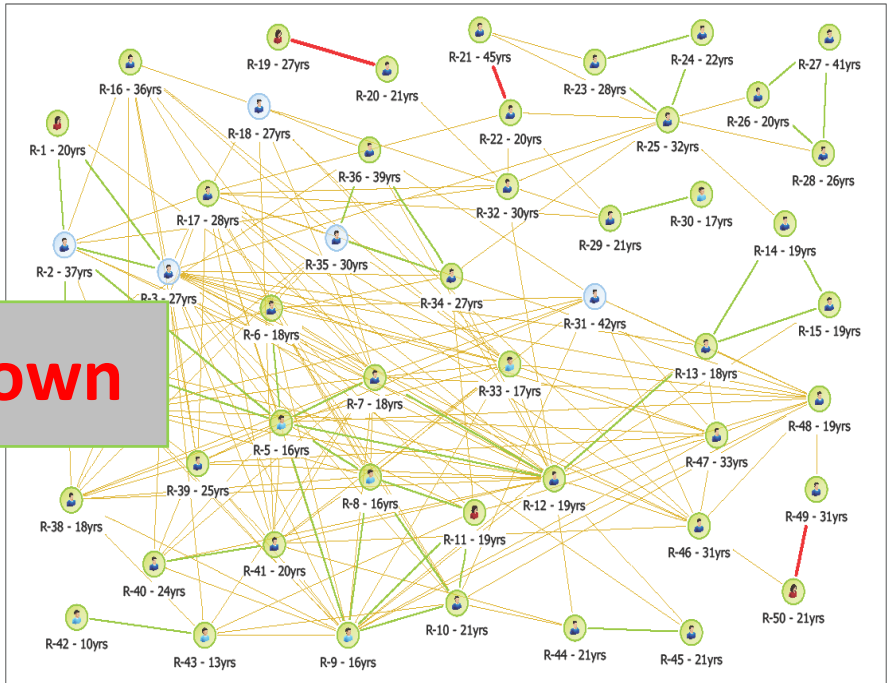 R-19 - 27yrs
R-20 - 21yrs
R-21 - 45yrs
R-23 - 28yrs
R-24 - 22yrs
R-27 - 41yrs
R-16 - 36yrs
R-18 - 27yrs
R-22 - 20yrs
R-26 - 20yrs
R-25 - 32yrs
R-1 - 20yrs
R-36 - 39yrs
R-28 - 26yrs
R-17 - 28yrs
R-32 - 30yrs
R-30 - 17yrs
R-29 - 21yrs
R-14 - 19yrs
R-2 - 37yrs
R-35 - 30yrs
R-3 - 27yrs
R-34 - 27yrs
R-6 - 18yrs
R-31 - 42yrs
R-15 - 19yrs
own
R-13 - 18yrs
R-33 - 17yrs
R-7 - 18yrs
R-48 - 19yrs
R-5 - 16yrs
R-47 - 33yrs
R-39 - 25yrs
R-8 - 16yrs
R-12 - 19yrs
R-38 - 18yrs
R-49 - 31yrs
R-11 - 19yrs
R-46 - 31yrs
R-41 - 20yrs
R-40 - 24yrs
R-50 - 21yrs
R-42 - 10yrs
R-10 - 21yrs
R-43 - 13yrs
R-9 - 16yrs
R-44 - 21yrs
R-45 - 21yrs